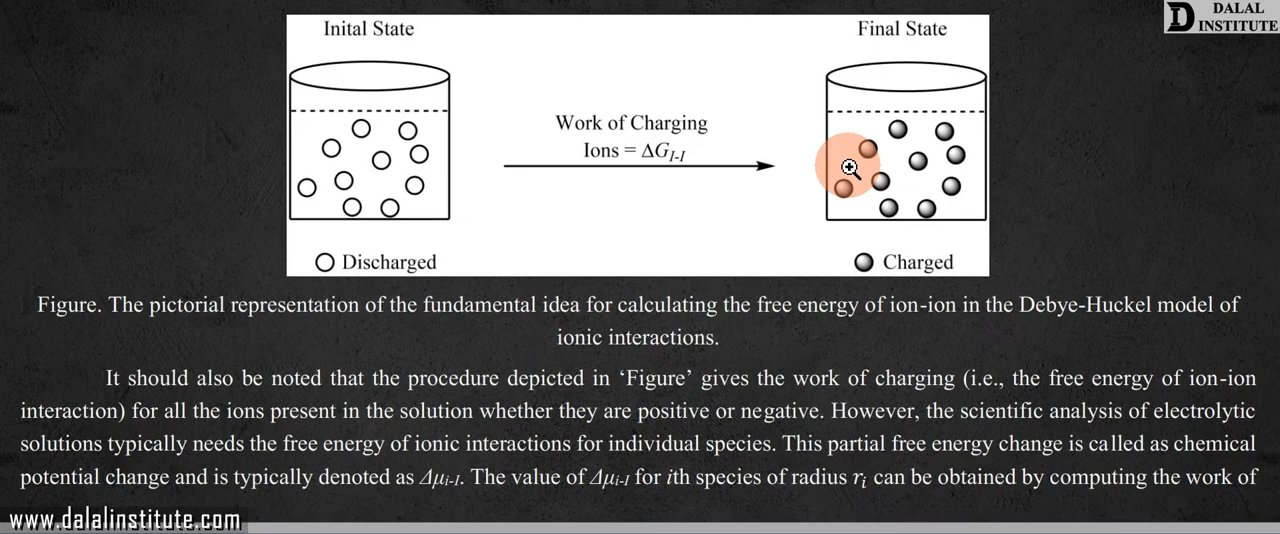 DALAL
INSTITUTE
Inital State
Final State
Work of Charging
Ions = ΔG_I-I
Discharged
Charged
Figure. The pictorial representation of the fundamental idea for calculating the free energy of ion-ion in the Debye-Huckel model of
ionic interactions.
It should also be noted that the procedure depicted in ‘Figure’ gives the work of charging (i.e., the free energy of ion-ion
interaction) for all the ions present in the solution whether they are positive or negative. However, the scientific analysis of electrolytic
solutions typically needs the free energy of ionic interactions for individual species. This partial free energy change is called as chemical
potential change and is typically denoted as Δμi-I. The value of Δμi-I for ith species of radius ri can be obtained by computing the work of
www.dalalinstitute.com